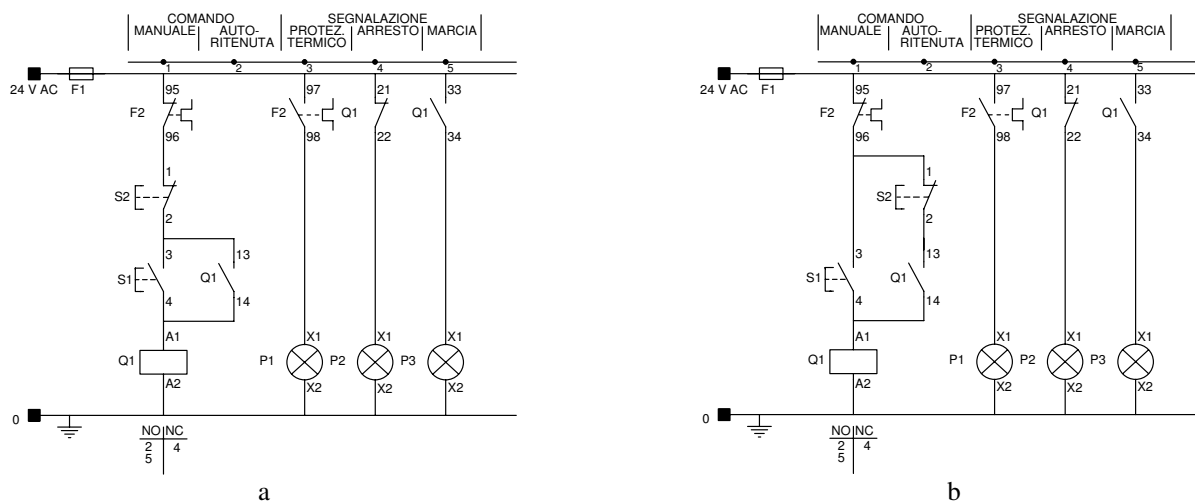 COMANDO SEGNALAZIONE
MANUALE AUTO-RITENUTA PROTEZ. TERMICO ARRESTO MARCIA
1 2 3 4 5
24 V AC F1
95 97 21 33
F2 F2 Q1 Q1
96 98 22 34
1
S2
2
3 13
S1 Q1
4 14
A1 X1 X1 X1
Q1 P1 P2 P3
A2 X2 X2 X2
0
NO NC
2 4
5
a
COMANDO SEGNALAZIONE
MANUALE AUTO-RITENUTA PROTEZ. TERMICO ARRESTO MARCIA
1 2 3 4 5
24 V AC F1
95 97 21 33
F2 F2 Q1 Q1
96 98 22 34
1
S2
2
3 13
S1 Q1
4 14
A1 X1 X1 X1
Q1 P1 P2 P3
A2 X2 X2 X2
0
NO NC
2 4
5
b